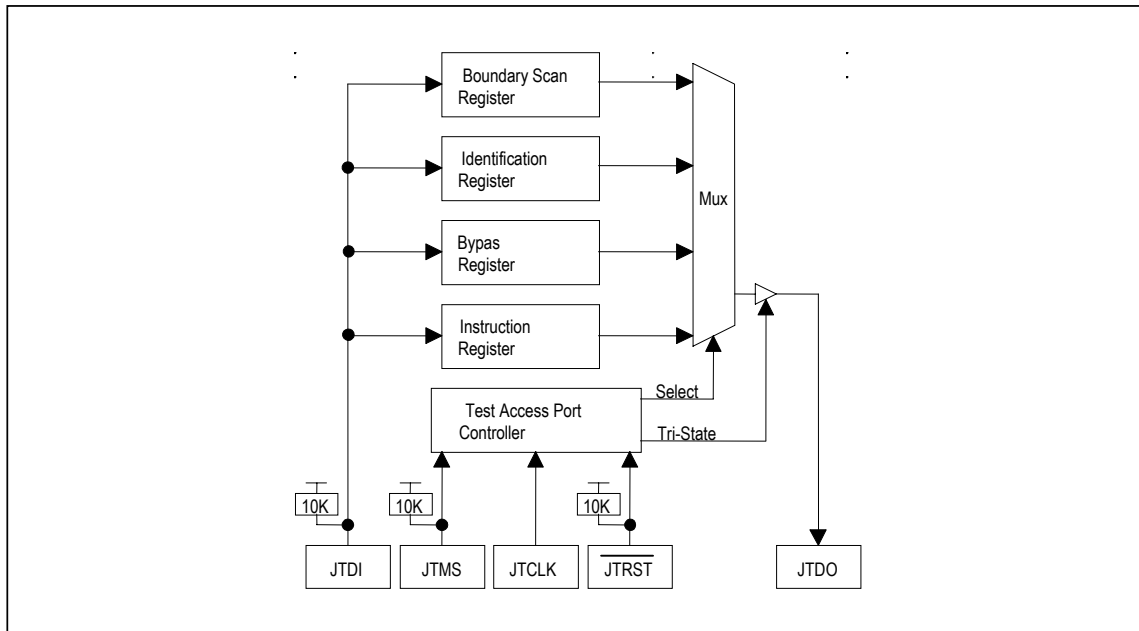 Boundary Scan
Register
Identification
Register
Mux
Bypas
Register
Instruction
Register
Select
Test Access Port
Controller
Tri-State
10K
10K
10K
JTDI
JTMS
JTCLK
JTRST
JTDO